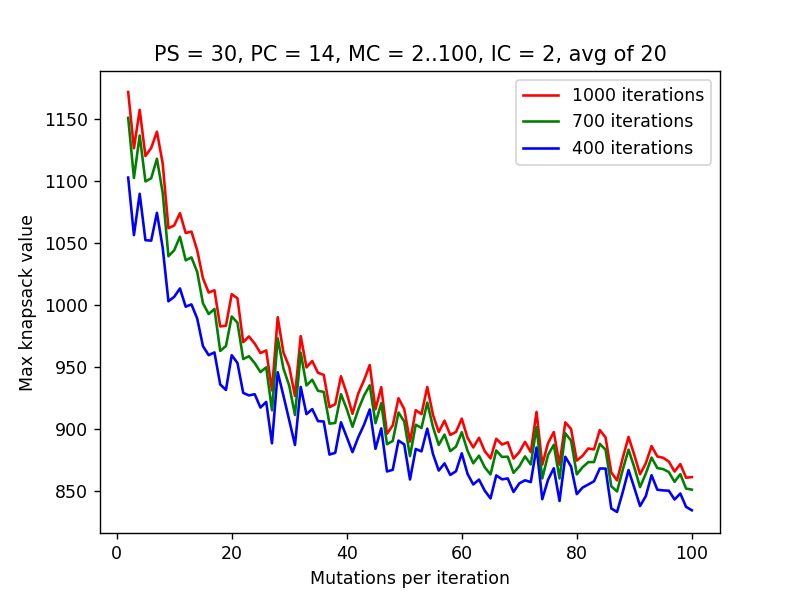 PS = 30, PC = 14, MC = 2..100, IC = 2, avg of 20
1000 iterations
700 iterations
400 iterations
Max knapsack value
1150
1100
1050
1000
950
900
850
0 20 40 60 80 100
Mutations per iteration